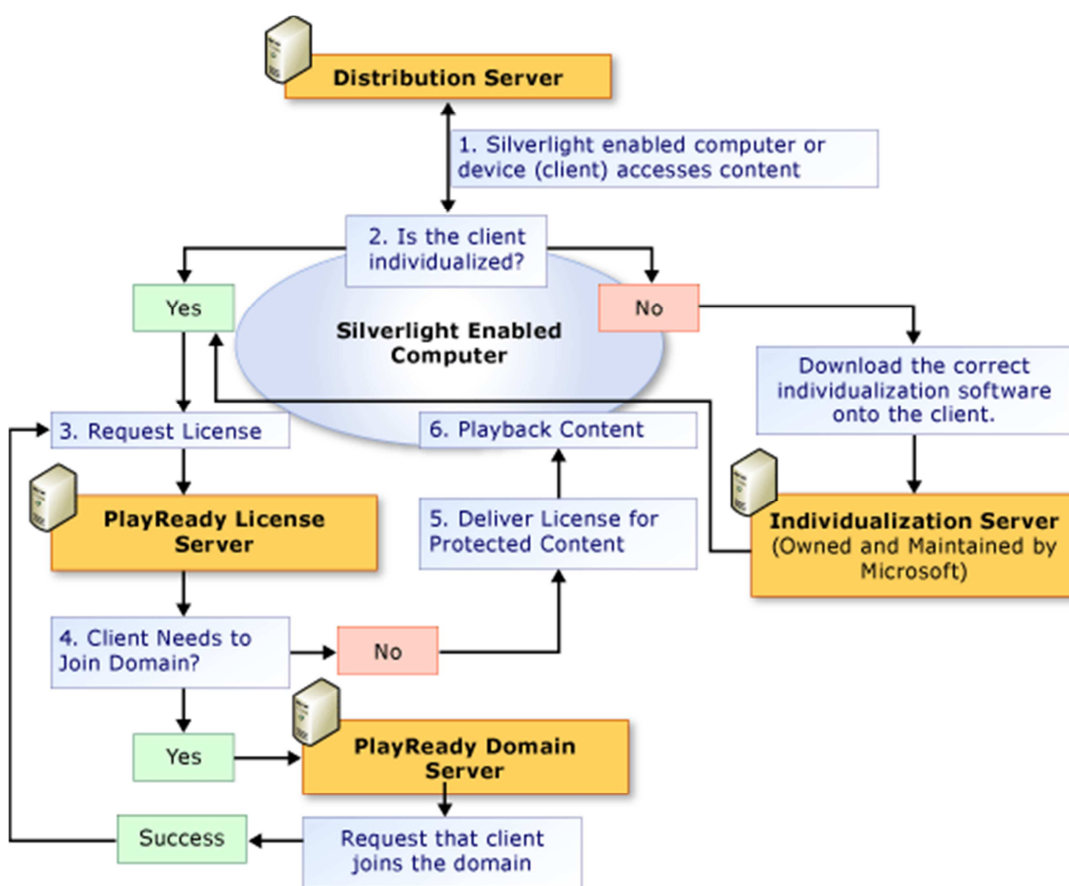 Distribution Server
1. Silverlight enabled computer or
device (client) accesses content
2. Is the client
individualized?
Yes
No
Silverlight Enabled
Computer
Download the correct
individualization software
onto the client.
3. Request License
6. Playback Content
PlayReady License
Server
5. Deliver License for
Protected Content
Individualization Server
(Owned and Maintained by
Microsoft)
4. Client Needs to
Join Domain?
No
Yes
PlayReady Domain
Server
Success
Request that client
joins the domain